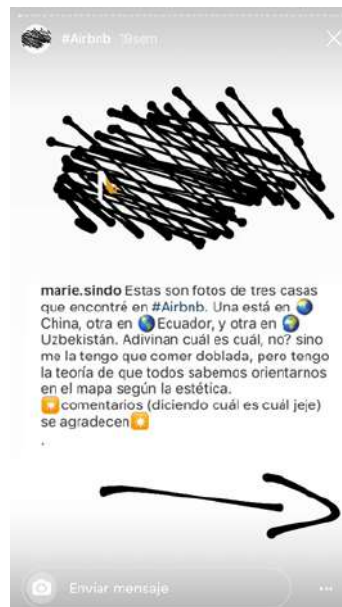 #Airbnb 19sem
marie.sindo Estas son fotos de tres casas
que encontré en #Airbnb. Una está en 🌏
China, otra en 🌎Ecuador, y otra en 🌍
Uzbekistán. Adivinan cuál es cuál, no? sino
me la tengo que comer doblada, pero tengo
la teoría de que todos sabemos orientarnos
en el mapa según la estética.
comentarios (diciendo cuál es cuál jeje)
se agradecen
.
Enviar mensaje